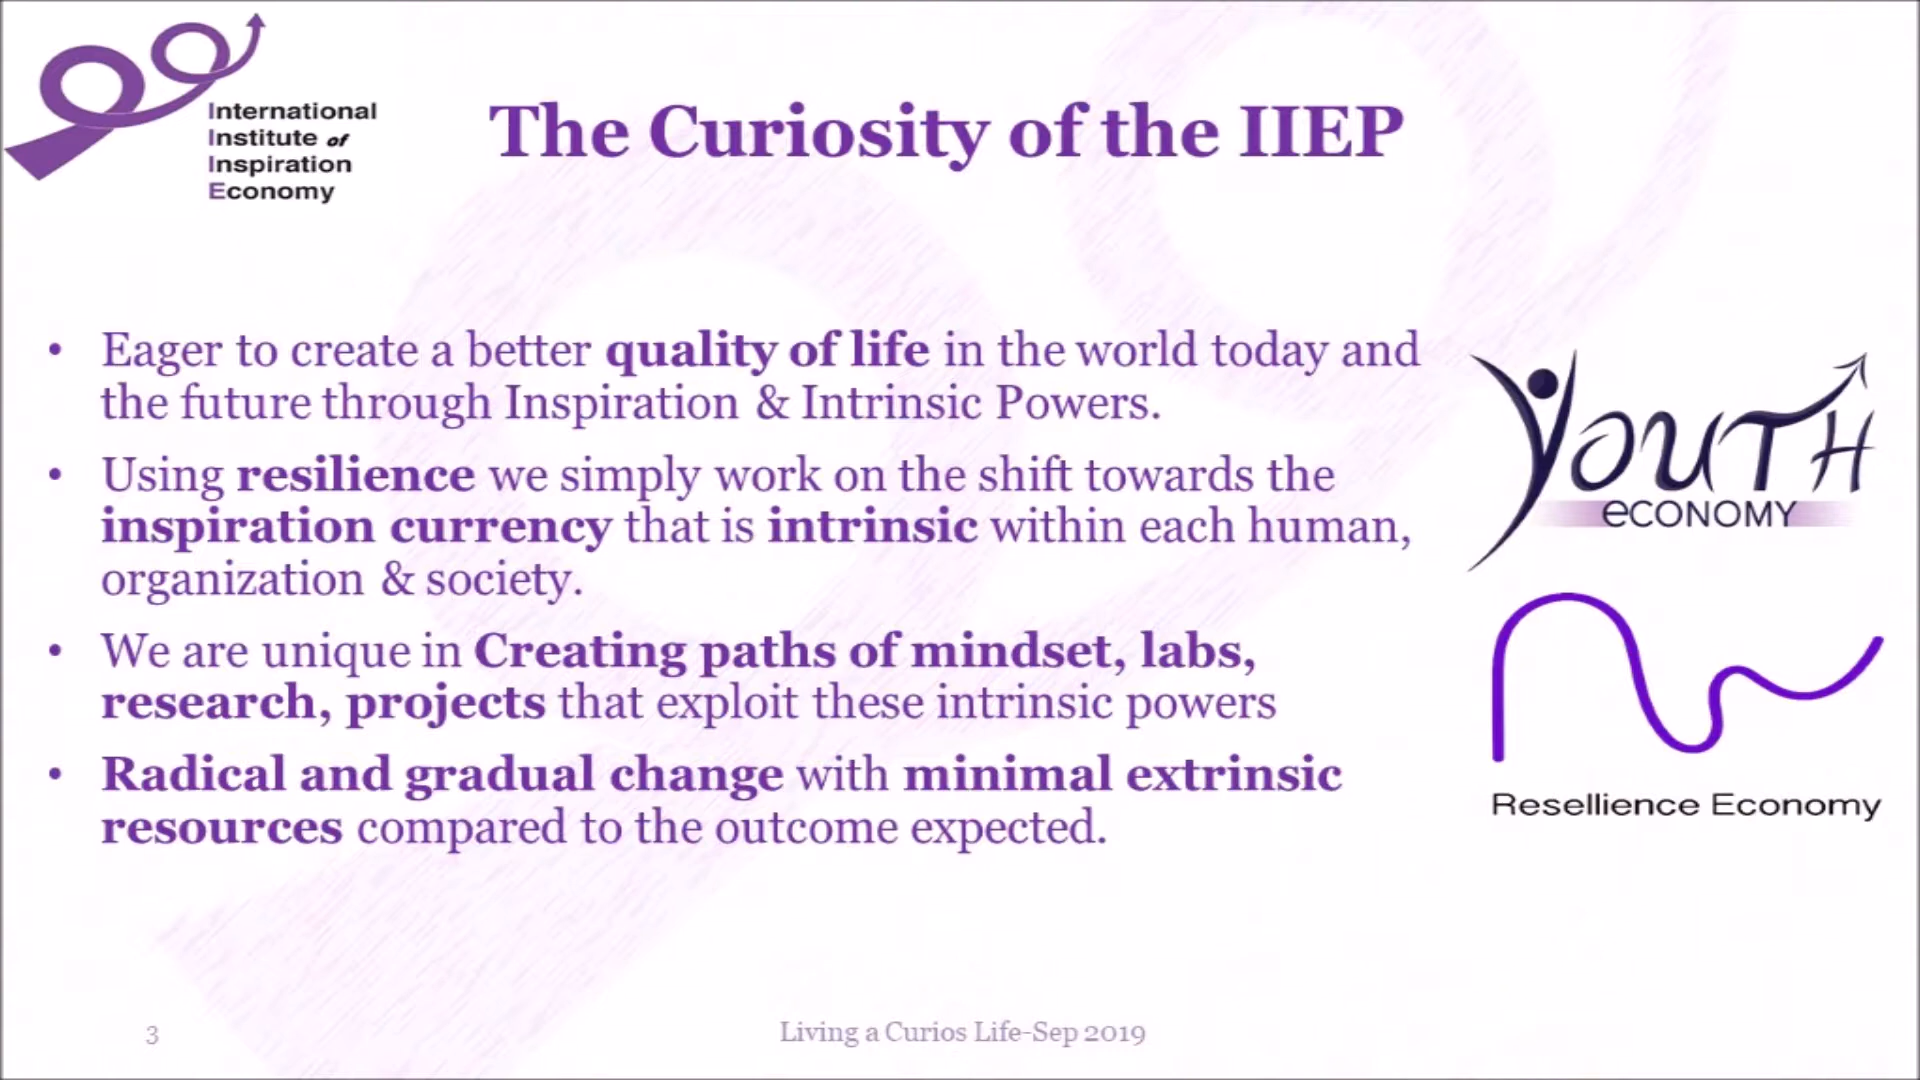 International
Institute of
Inspiration
Economy
The Curiosity of the IIEP
• Eager to create a better quality of life in the world today and
the future through Inspiration & Intrinsic Powers.
• Using resilience we simply work on the shift towards the
inspiration currency that is intrinsic within each human,
organization & society.
• We are unique in Creating paths of mindset, labs,
research, projects that exploit these intrinsic powers
• Radical and gradual change with minimal extrinsic
resources compared to the outcome expected.
YOUTH
eCONOMY
Resellience Economy
3
Living a Curios Life-Sep 2019